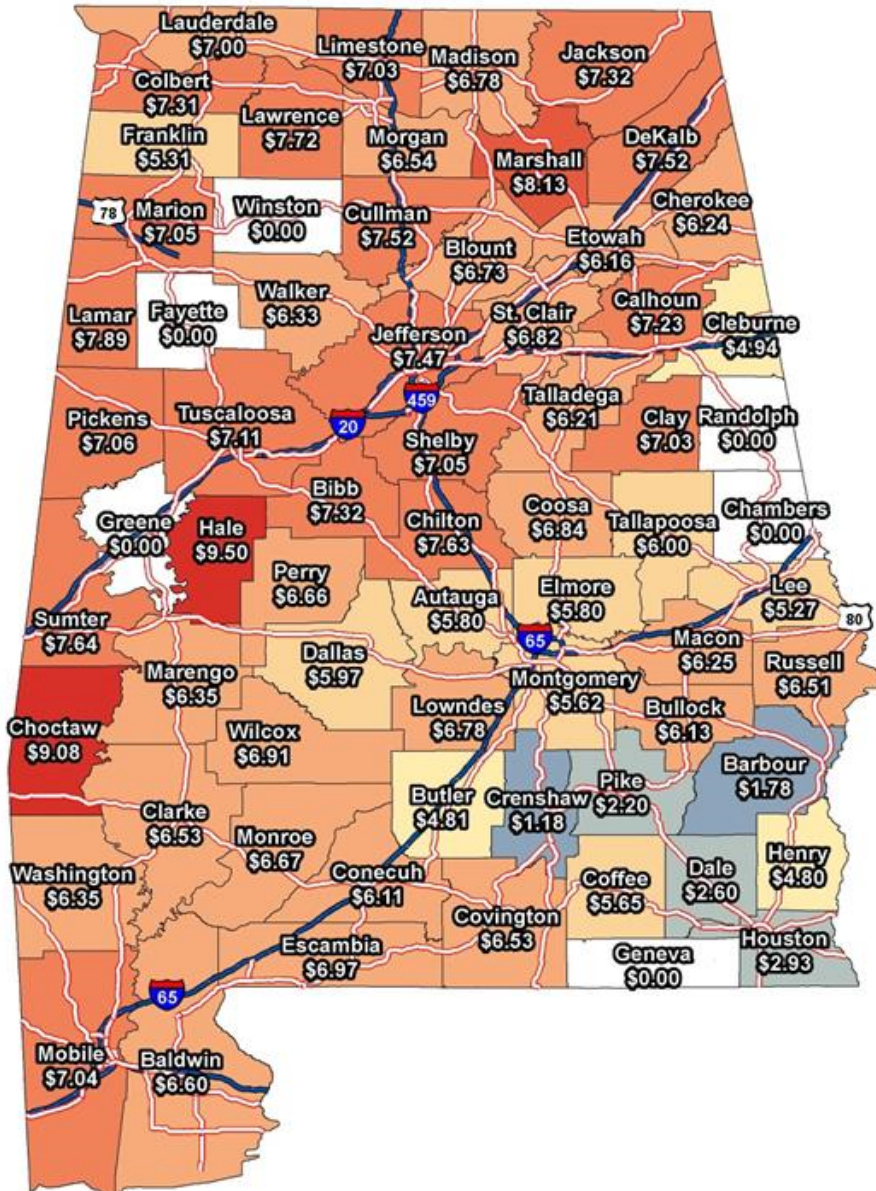 Lauderdale
$7.00
Limestone
$7.03
Madison
$6.78
Jackson
$7.32
Colbert
$7.31
Lawrence
$7.72
Franklin
$5.31
Morgan
$6.54
Marshall
$8.13
DeKalb
$7.52
Cherokee
$6.24
78
Marion
$7.05
Winston
$0.00
Cullman
$7.52
Blount
$6.73
Etowah
$6.16
Lamar
$7.89
Fayette
$0.00
Walker
$6.33
Jefferson
$7.47
St. Clair
$6.82
Calhoun
$7.23
Cleburne
$4.94
459
20
Pickens
$7.06
Tuscaloosa
$7.11
Shelby
$7.05
Talladega
$6.21
Clay
$7.03
Randolph
$0.00
Greene
$0.00
Hale
$9.50
Bibb
$7.32
Chilton
$7.63
Coosa
$6.84
Tallapoosa
$6.00
Chambers
$0.00
Sumter
$7.64
Perry
$6.66
Autauga
$5.80
Elmore
$5.80
Lee
$5.27
80
65
Marengo
$6.35
Dallas
$5.97
Lowndes
$6.78
Montgomery
$5.62
Macon
$6.25
Russell
$6.51
Bullock
$6.13
Choctaw
$9.08
Wilcox
$6.91
Butler
$4.81
Crenshaw
$1.18
Pike
$2.20
Barbour
$1.78
Clarke
$6.53
Monroe
$6.67
Conecuh
$6.11
Washington
$6.35
Covington
$6.53
Coffee
$5.65
Dale
$2.60
Henry
$4.80
Escambia
$6.97
Geneva
$0.00
Houston
$2.93
65
Mobile
$7.04
Baldwin
$6.60